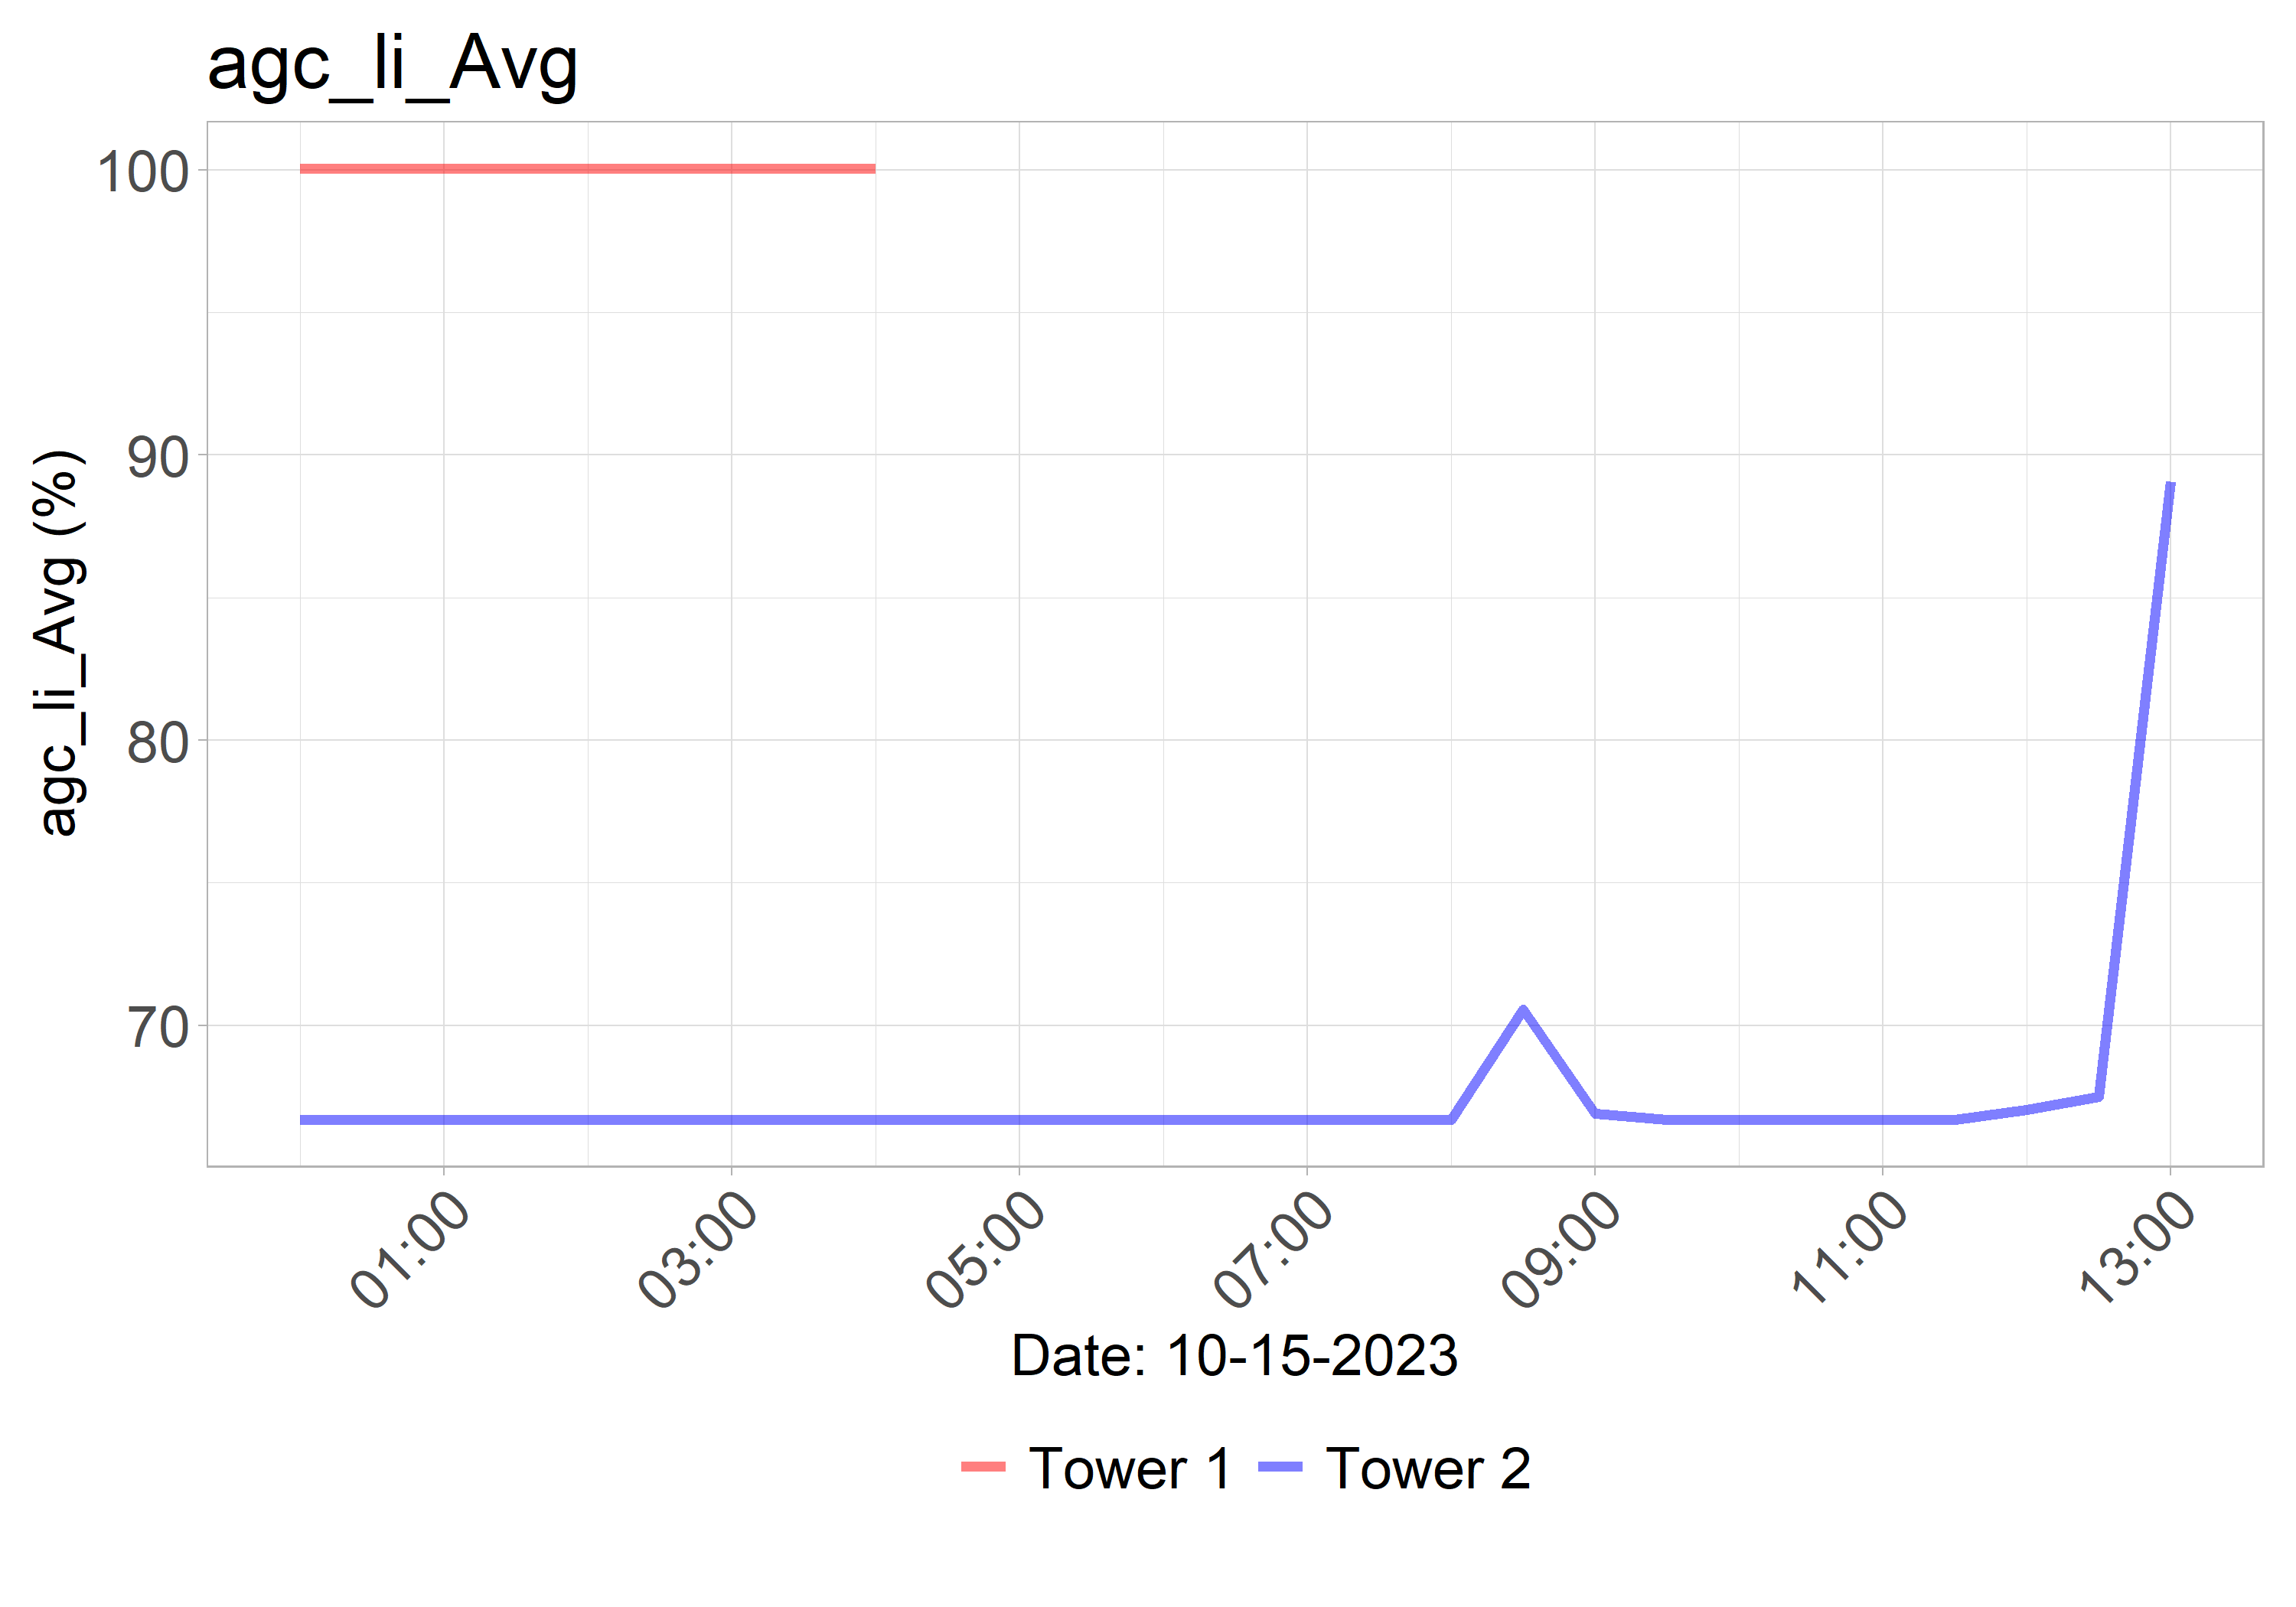 agc_li_Avg
100
90
80
70
agc_li_Avg (%)
01:00 03:00 05:00 07:00 09:00 11:00 13:00
Date: 10-15-2023
Tower 1 Tower 2